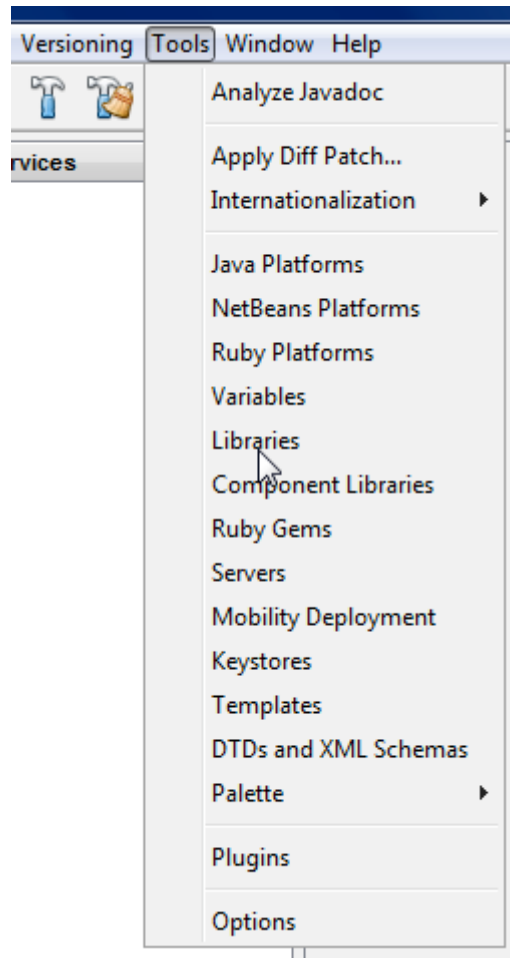 Versioning Tools Window Help
rvices
Analyze Javadoc
Apply Diff Patch...
Internationalization
Java Platforms
NetBeans Platforms
Ruby Platforms
Variables
Libraries
Component Libraries
Ruby Gems
Servers
Mobility Deployment
Keystores
Templates
DTDs and XML Schemas
Palette
Plugins
Options